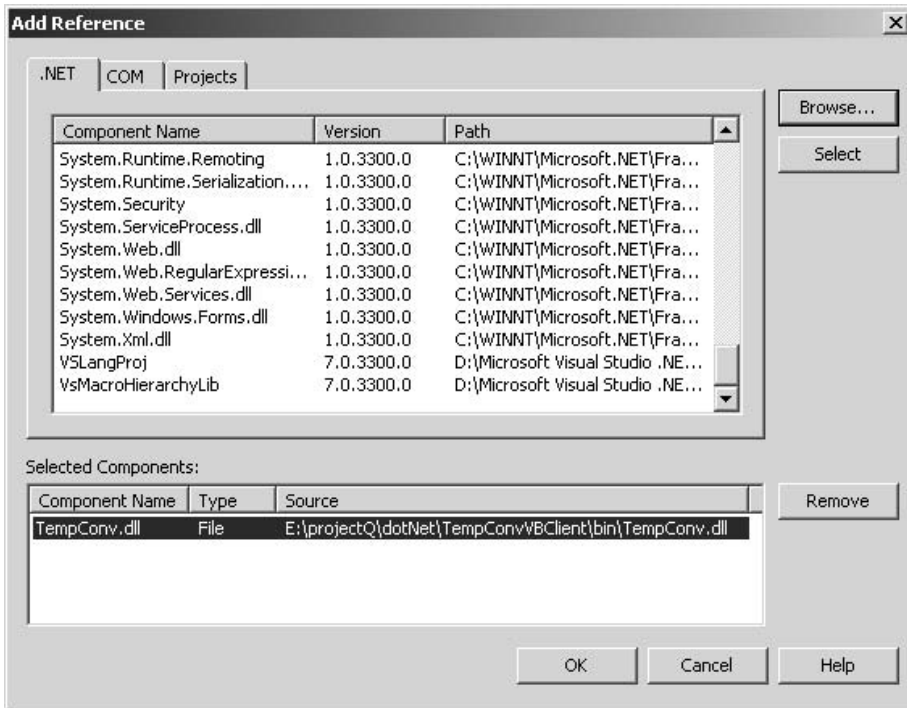 Add Reference
.NET COM Projects
Browse...
Select
Component Name Version Path
System.Runtime.Remoting 1.0.3300.0 C:\WINNT\Microsoft.NET\Fra...
System.Runtime.Serialization.... 1.0.3300.0 C:\WINNT\Microsoft.NET\Fra...
System.Security 1.0.3300.0 C:\WINNT\Microsoft.NET\Fra...
System.ServiceProcess.dll 1.0.3300.0 C:\WINNT\Microsoft.NET\Fra...
System.Web.dll 1.0.3300.0 C:\WINNT\Microsoft.NET\Fra...
System.Web.RegularExpressi... 1.0.3300.0 C:\WINNT\Microsoft.NET\Fra...
System.Web.Services.dll 1.0.3300.0 C:\WINNT\Microsoft.NET\Fra...
System.Windows.Forms.dll 1.0.3300.0 C:\WINNT\Microsoft.NET\Fra...
System.Xml.dll 1.0.3300.0 C:\WINNT\Microsoft.NET\Fra...
VSLangProj 7.0.3300.0 D:\Microsoft Visual Studio .NE...
VsMacroHierarchyLib 7.0.3300.0 D:\Microsoft Visual Studio .NE...
Selected Components:
Component Name Type Source
Remove
TempConv.dll File E:\projectQ\dotNet\TempConvVBClient\bin\TempConv.dll
OK Cancel Help